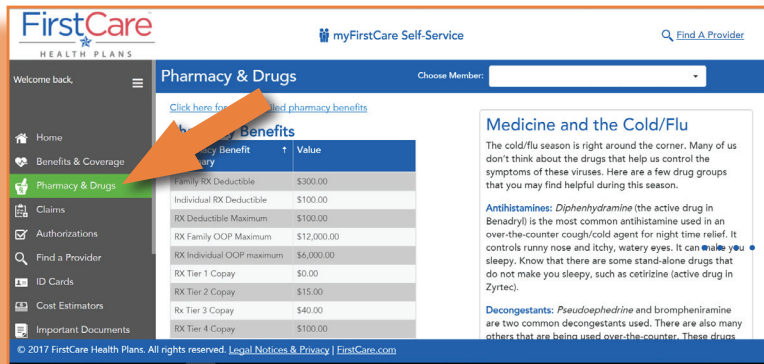 FirstCare
HEALTH PLANS
myFirstCare Self-Service
Find A Provider
Welcome back,
Pharmacy & Drugs
Choose Member:
Home
Benefits & Coverage
Pharmacy & Drugs
Claims
Authorizations
Find a Provider
ID Cards
Cost Estimators
Important Documents
Click here for pharmacy benefits
Benefits
Benefit ↑ Value
Family RX Deductible $300.00
Individual RX Deductible $100.00
RX Deductible Maximum $100.00
RX Family OOP Maximum $12,000.00
RX Individual OOP maximum $6,000.00
RX Tier 1 Copay $0.00
RX Tier 2 Copay $15.00
RX Tier 3 Copay $40.00
RX Tier 4 Copay $100.00
Medicine and the Cold/Flu
The cold/flu season is right around the corner. Many of us
don't think about the drugs that help us control the
symptoms of these viruses. Here are a few drug groups
that you may find helpful during this season.
Antihistamines: Diphenhydramine (the active drug in
Benadryl) is the most common antihistamine used in an
over-the-counter cough/cold agent for night time relief. It
controls runny nose and itchy, watery eyes. It can make you
sleepy. Know that there are some stand-alone drugs that
do not make you sleepy, such as cetirizine (active drug in
Zyrtec).
Decongestants: Pseudoephedrine and brompheniramine
are two common decongestants used. There are also many
others that are being used over-the-counter. These drugs
© 2017 FirstCare Health Plans. All rights reserved. Legal Notices & Privacy | FirstCare.com